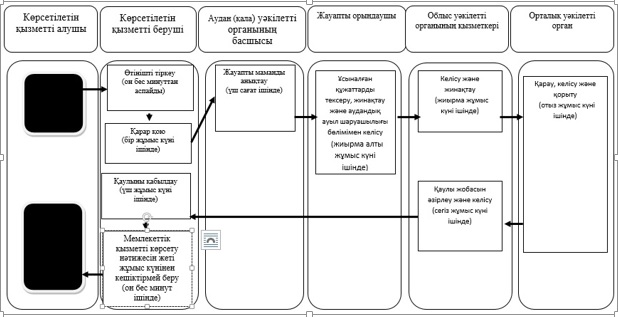 Көрсетілетін
қызметті алушы
Көрсетілетін
қызметті беруші
Аудан (қала) уәкілетті
органының
басшысы
Жауапты орындаушы
Облыс уәкілетті
органының қызметкері
Орталық уәкілетті
орган
Өтінішті тіркеу
(он бес минуттан
аспайды)
Қарар кою
(бір жұмыс күні
ішінде)
Жауапты маманды
анықтау
(үш сағат ішінде)
Ұсыналған
құжаттарды
тексеру, жинақтау
және аудандық
ауыл шаруашылығы
бөлімімен келісу
(жиырма алты
жұмыс күні
ішінде)
Келісу және
жинақтау
(жиырма жұмыс
күні ішінде)
Қарау, келісу және
қорыту
(отыз жұмыс күні
ішінде)
Қаулы жобасын
әзірлеу және келісу
(сегіз жұмыс күні
ішінде)
Қаулыны қабылдау
(үш жұмыс күні
ішінде)
Мемлекеттік
қызметті көрсету
нәтижесін жеті
жұмыс күнінен
кешіктірмей беру
(он бес минут
ішінде)